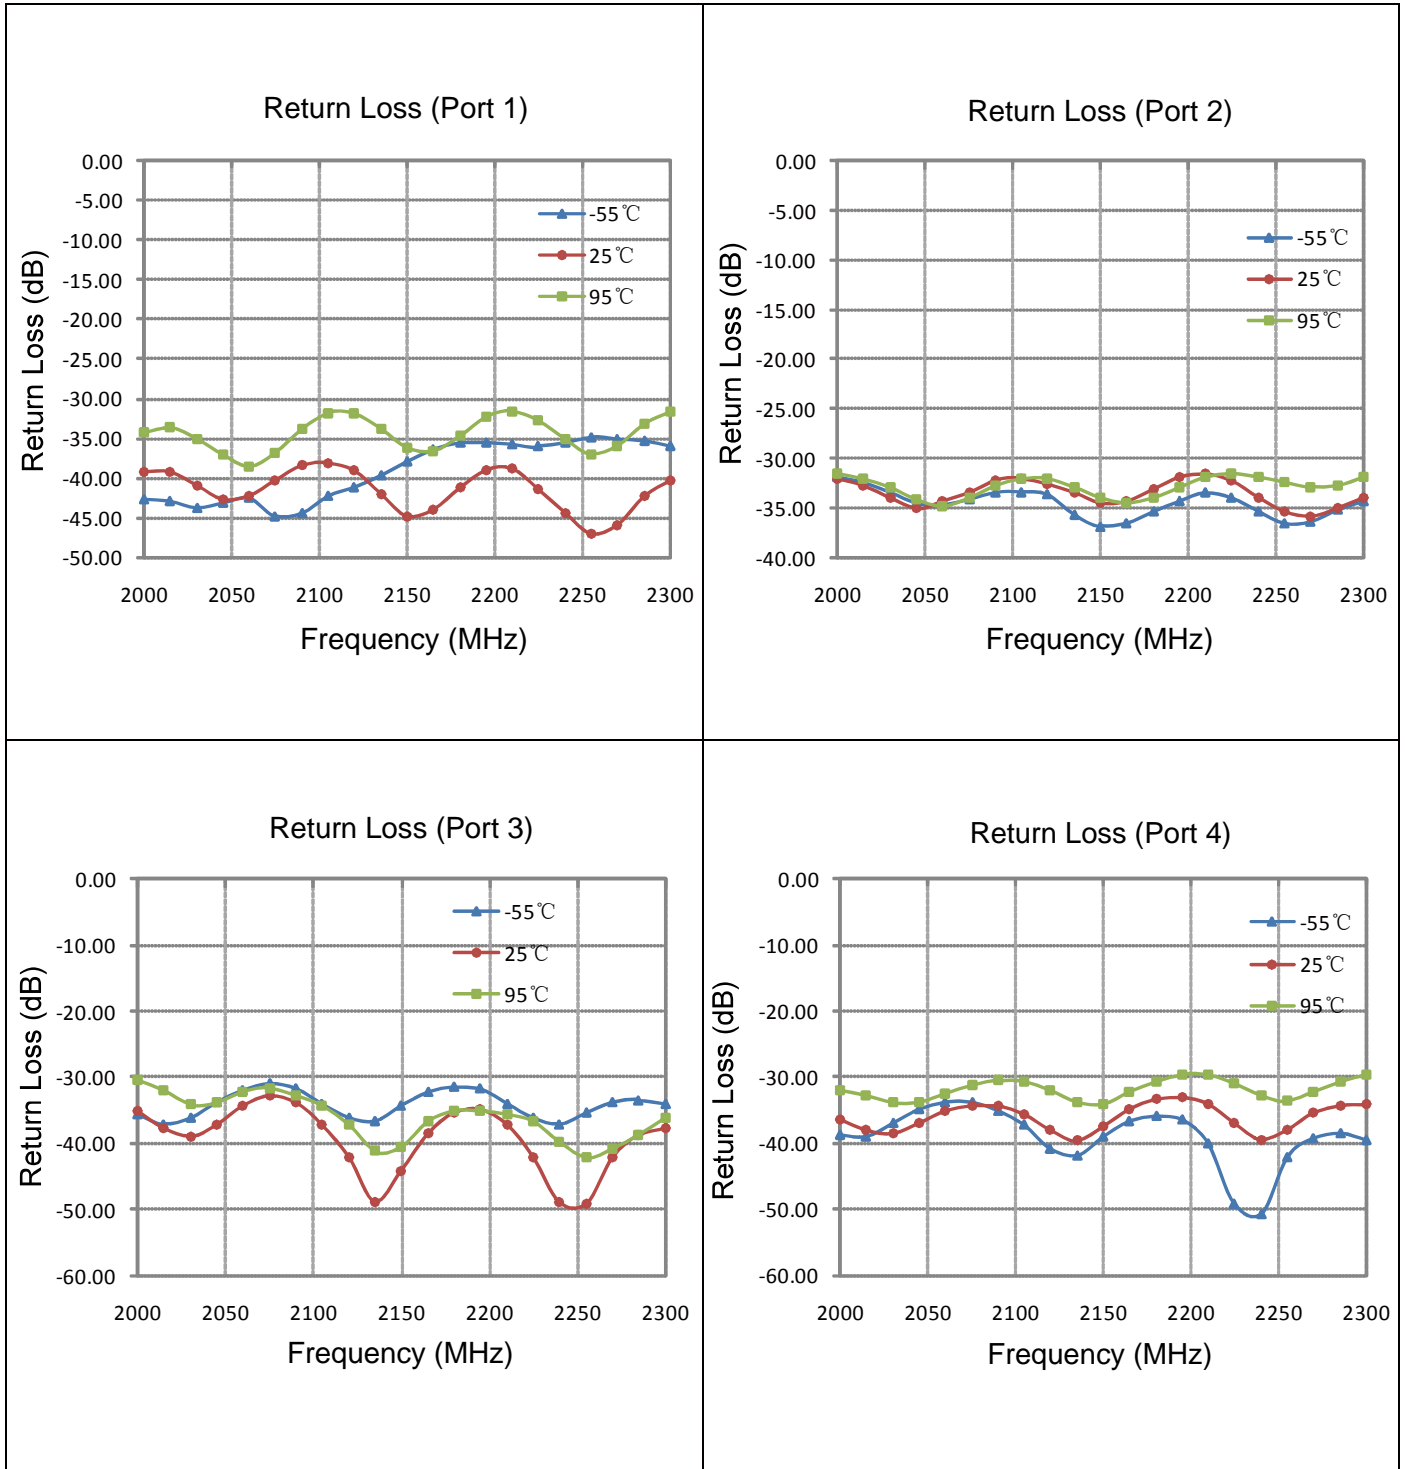 Return Loss (Port 1)
Return Loss (dB)
0.00
-5.00
-10.00
-15.00
-20.00
-25.00
-30.00
-35.00
-40.00
-45.00
-50.00
-55℃
25℃
95℃
2000 2050 2100 2150 2200 2250 2300
Frequency (MHz)
Return Loss (Port 2)
Return Loss (dB)
0.00
-5.00
-10.00
-15.00
-20.00
-25.00
-30.00
-35.00
-40.00
-55℃
25℃
95℃
2000 2050 2100 2150 2200 2250 2300
Frequency (MHz)
Return Loss (Port 3)
Return Loss (dB)
0.00
-10.00
-20.00
-30.00
-40.00
-50.00
-60.00
-55℃
25℃
95℃
2000 2050 2100 2150 2200 2250 2300
Frequency (MHz)
Return Loss (Port 4)
Return Loss (dB)
0.00
-10.00
-20.00
-30.00
-40.00
-50.00
-60.00
-55℃
25℃
95℃
2000 2050 2100 2150 2200 2250 2300
Frequency (MHz)